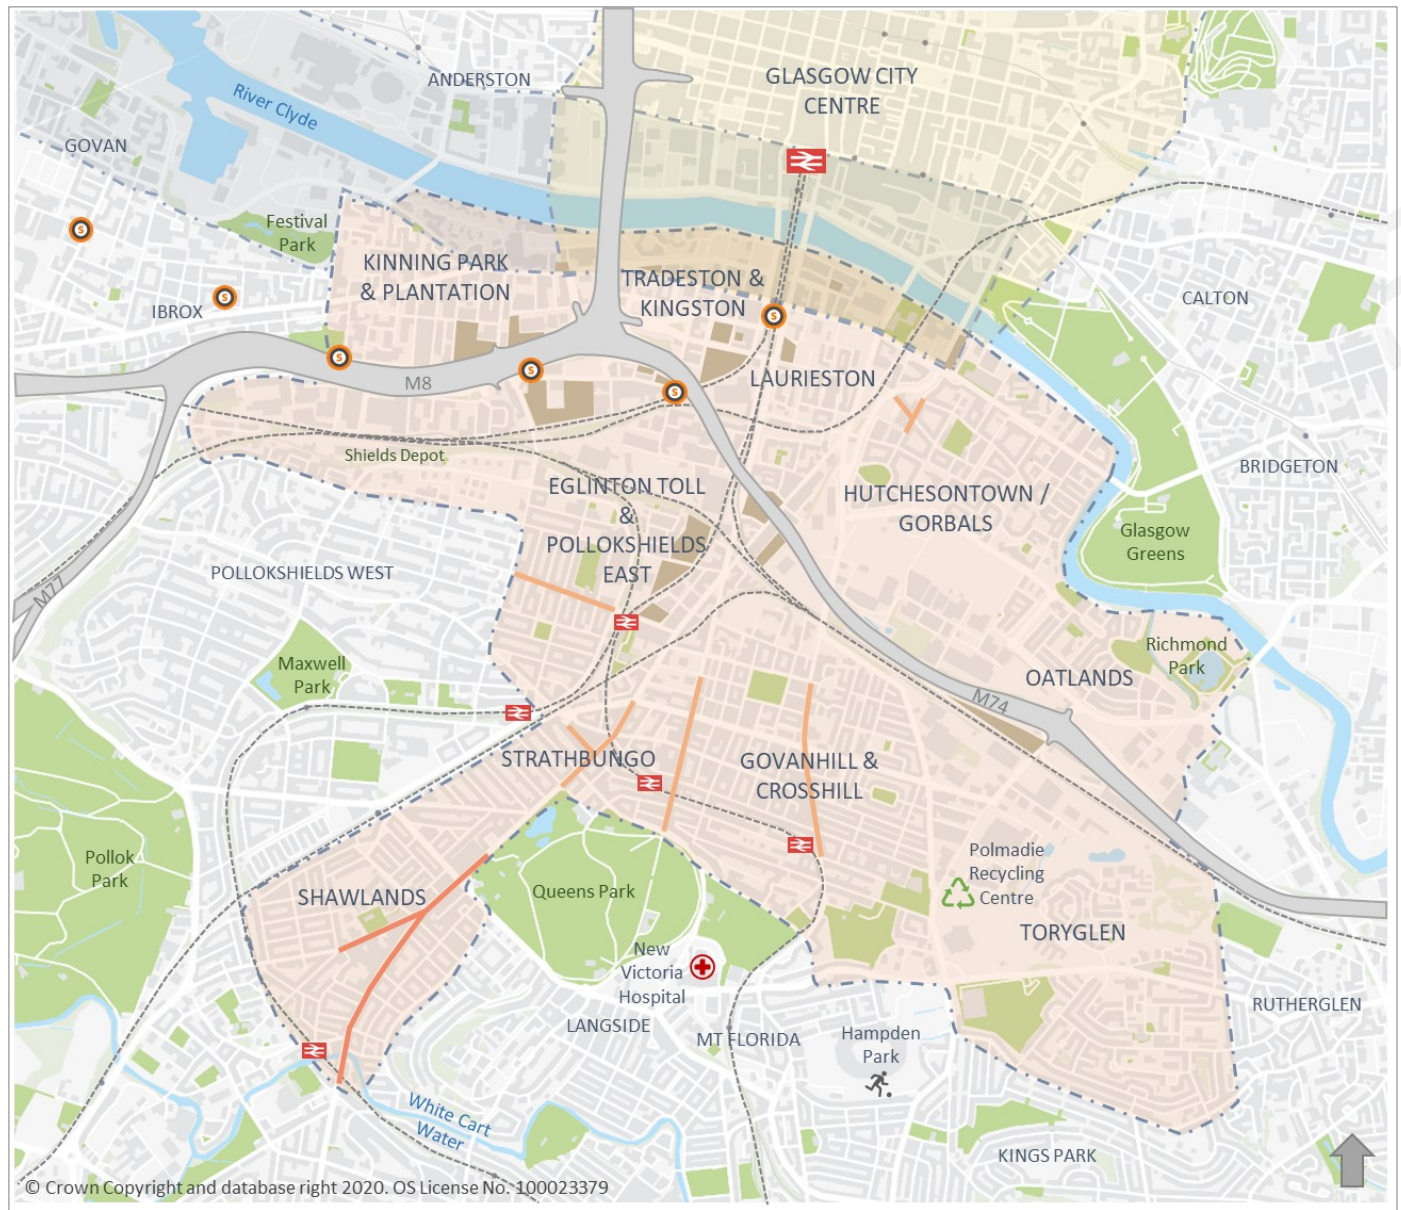 ANDERSTON
GLASGOW CITY
CENTRE
River Clyde
GOVAN
Festival
Park
KINNING PARK
& PLANTATION
TRADESTON &
KINGSTON
IBROX
CALTON
M8
LAURIESTON
Shields Depot
BRIDGETON
EGLINTON TOLL
&
POLLOKSHIELDS
EAST
HUTCHESONTOWN /
GORBALS
Glasgow
Greens
POLLOKSHIELDS WEST
M77
Maxwell
Park
Richmond
Park
OATLANDS
M74
STRATHBUNGO
GOVANHILL &
CROSSHILL
Pollok
Park
SHAWLANDS
Queens Park
Polmadie
Recycling
Centre
TORYGLEN
New
Victoria
Hospital
LANGSIDE
MT FLORIDA
Hampden
Park
RUTHERGLEN
White Cart
Water
KINGS PARK
© Crown Copyright and database right 2020. OS License No. 100023379
S
S
S
S
S
S